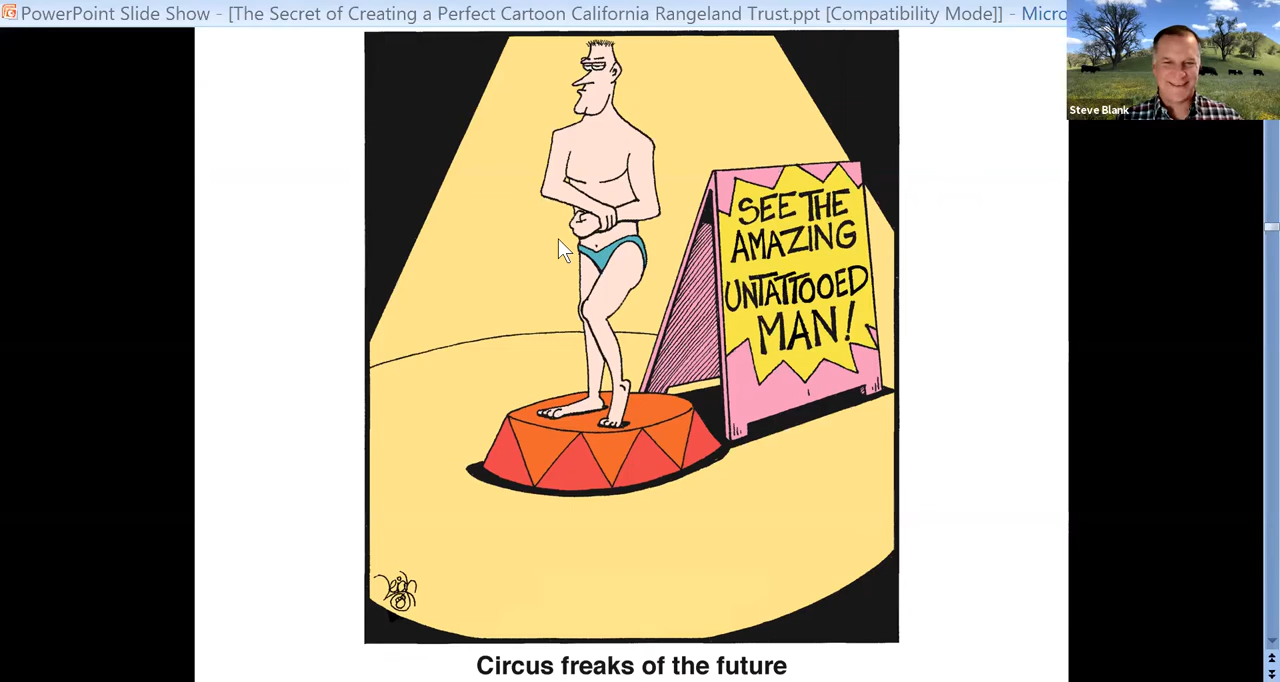 PowerPoint Slide Show - [The Secret of Creating a Perfect Cartoon California Rangeland Trust.ppt [Compatibility Mode]] - Micro
Steve Blank
SEE THE
AMAZING
UNTATTOOED
MAN!
Leigh
Circus freaks of the future